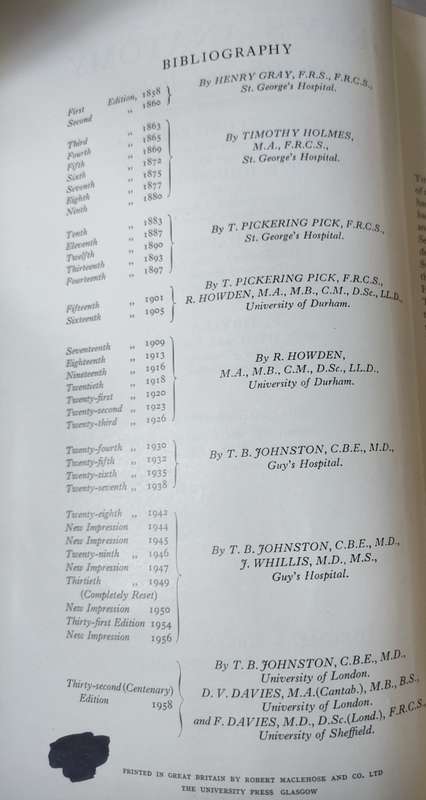 BIBLIOGRAPHY
First Edition, 1858
Second „ 1860
By HENRY GRAY, F.R.S., F.R.C.S.,
St. George's Hospital.
Third „ 1863
Fourth „ 1865
Fifth „ 1869
Sixth „ 1872
Seventh „ 1875
Eighth „ 1877
Ninth „ 1880
By TIMOTHY HOLMES,
M.A., F.R.C.S.,
St. George's Hospital.
Tenth „ 1883
Eleventh „ 1887
Twelfth „ 1890
Thirteenth „ 1893
Fourteenth „ 1897
By T. PICKERING PICK, F.R.C.S.,
St. George's Hospital.
Fifteenth „ 1901
Sixteenth „ 1905
By T. PICKERING PICK, F.R.C.S.,
R. HOWDEN, M.A., M.B., C.M., D.Sc., LL.D.,
University of Durham.
Seventeenth „ 1909
Eighteenth „ 1913
Nineteenth „ 1916
Twentieth „ 1918
Twenty-first „ 1920
Twenty-second „ 1923
Twenty-third „ 1926
By R. HOWDEN,
M.A., M.B., C.M., D.Sc., LL.D.,
University of Durham.
Twenty-fourth „ 1930
Twenty-fifth „ 1932
Twenty-sixth „ 1935
Twenty-seventh „ 1938
By T. B. JOHNSTON, C.B.E., M.D.,
Guy's Hospital.
Twenty-eighth „ 1942
New Impression 1944
New Impression 1945
Twenty-ninth „ 1946
New Impression 1947
Thirtieth „ 1949
(Completely Reset)
New Impression 1950
Thirty-first Edition 1954
New Impression 1956
By T. B. JOHNSTON, C.B.E., M.D.,
J. WHILLIS, M.D., M.S.,
Guy's Hospital.
Thirty-second (Centenary)
Edition 1958
By T. B. JOHNSTON, C.B.E., M.D.,
University of London.
D. V. DAVIES, M.A.(Cantab.), M.B., B.S.,
University of London.
and F. DAVIES, M.D., D.Sc.(Lond.), F.R.C.S.,
University of Sheffield.
PRINTED IN GREAT BRITAIN BY ROBERT MACLEHOSE AND CO. LTD
THE UNIVERSITY PRESS GLASGOW